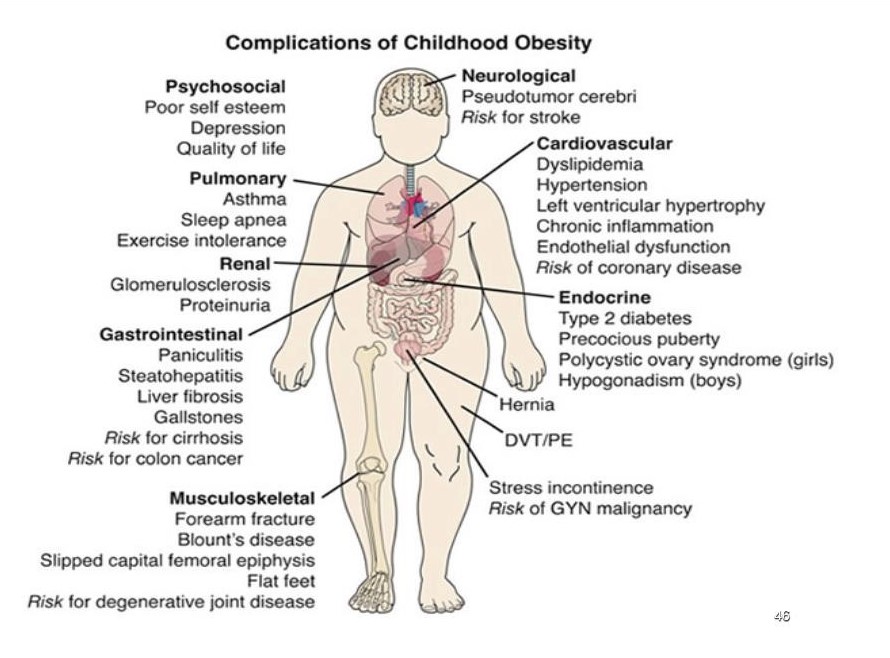 Complications of Childhood Obesity
Psychosocial
Poor self esteem
Depression
Quality of life
Neurological
Pseudotumor cerebri
Risk for stroke
Cardiovascular
Dyslipidemia
Hypertension
Left ventricular hypertrophy
Chronic inflammation
Endothelial dysfunction
Risk of coronary disease
Pulmonary
Asthma
Sleep apnea
Exercise intolerance
Renal
Glomerulosclerosis
Proteinuria
Endocrine
Type 2 diabetes
Precocious puberty
Polycystic ovary syndrome (girls)
Hypogonadism (boys)
Gastrointestinal
Paniculitis
Steatohepatitis
Liver fibrosis
Gallstones
Risk for cirrhosis
Risk for colon cancer
Hernia
DVT/PE
Stress incontinence
Risk of GYN malignancy
Musculoskeletal
Forearm fracture
Blount's disease
Slipped capital femoral epiphysis
Flat feet
Risk for degenerative joint disease
46